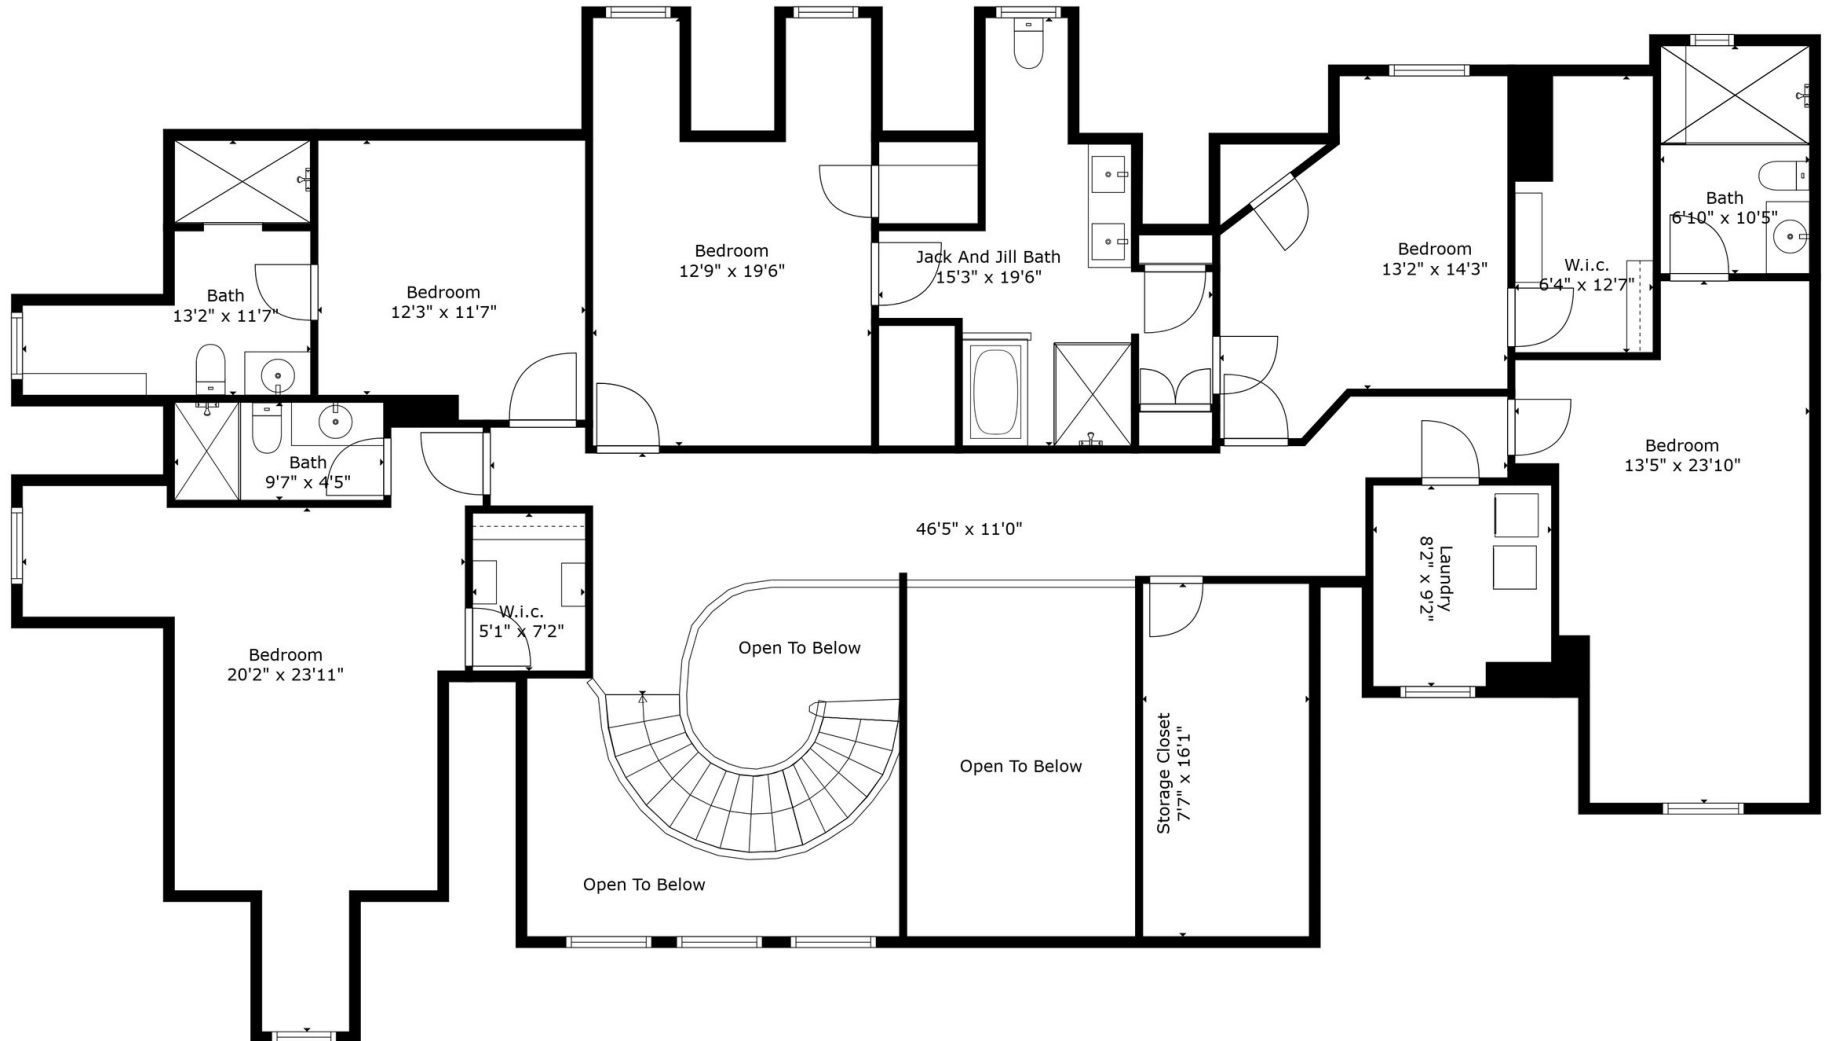 Bedroom
12'9" x 19'6"
Jack And Jill Bath
15'3" x 19'6"
Bedroom
13'2" x 14'3"
W.i.c.
6'4" x 12'7"
Bath
6'10" x 10'5"
Bath
13'2" x 11'7"
Bedroom
12'3" x 11'7"
Bath
9'7" x 4'5"
Bedroom
13'5" x 23'10"
46'5" x 11'0"
Laundry
8'2" x 9'2"
W.i.c.
5'1" x 7'2"
Bedroom
20'2" x 23'11"
Open To Below
Open To Below
Storage Closet
7'7" x 16'1"
Open To Below